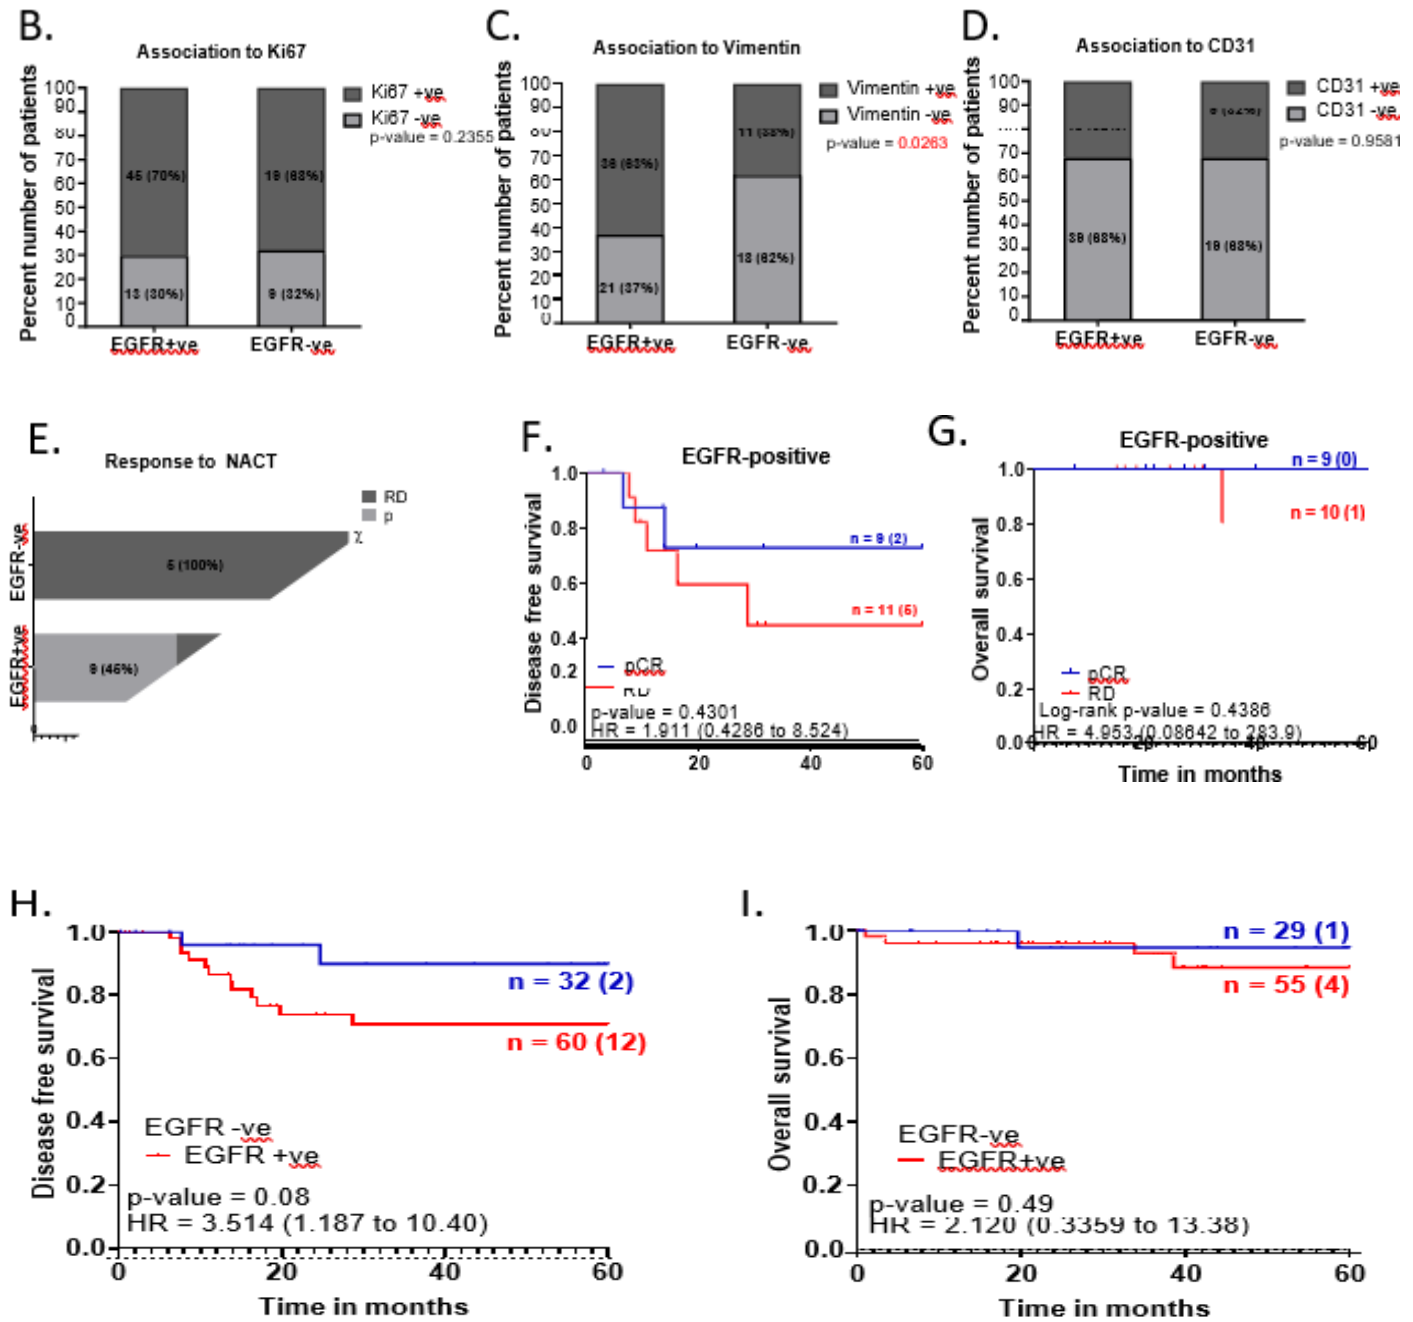 B.
Association to Ki67
Percent number of patients
100
90
80
70
60
50
40
30
20
10
0
45 (70%)
13 (30%)
19 (68%)
9 (32%)
EGFR+ve
EGFR-ve
Ki67 +ve
Ki67 -ve
p-value = 0.2355
C.
Association to Vimentin
Percent number of patients
100
90
70
60
50
40
30
20
10
0
36 (63%)
21 (37%)
11 (38%)
18 (62%)
EGFR+ve
EGFR-ve
Vimentin +ve
Vimentin -ve
p-value = 0.0263
D.
Association to CD31
Percent number of patients
100
90
70
60
50
40
30
20
10
0
39 (68%)
9 (32%)
19 (68%)
EGFR+ve
EGFR-ve
CD31 +ve
CD31 -ve
p-value = 0.9581
E.
Response to NACT
RD
p
EGFR-ve
5 (100%)
χ
EGFR+ve
9 (45%)
F.
EGFR-positive
Disease free survival
1.0
0.8
0.6
0.4
0.2
0.0
n = 9 (2)
n = 11 (5)
pCR
p-value = 0.4301
HR = 1.911 (0.4286 to 8.524)
0
20
40
60
G.
EGFR-positive
Overall survival
1.0
0.8
0.6
0.4
0.2
0.0
n = 9 (0)
n = 10 (1)
pCR
RD
Log-rank p-value = 0.4386
HR = 4.953 (0.08642 to 283.9)
20
40
60
Time in months
H.
Disease free survival
1.0
0.8
0.6
0.4
0.2
0.0
n = 32 (2)
n = 60 (12)
EGFR -ve
EGFR +ve
p-value = 0.08
HR = 3.514 (1.187 to 10.40)
0
20
40
60
Time in months
I.
Overall survival
1.0
0.8
0.6
0.4
0.2
0.0
n = 29 (1)
n = 55 (4)
EGFR-ve
EGFR+ve
p-value = 0.49
HR = 2.120 (0.3359 to 13.38)
0
20
40
60
Time in months